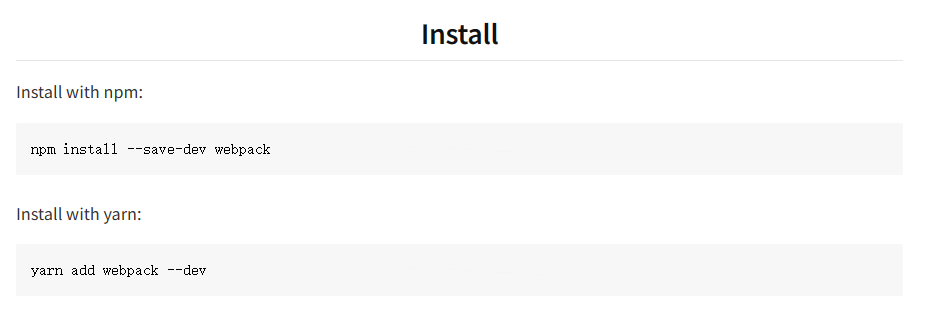 Install
Install with npm:
npm install --save-dev webpack
Install with yarn:
yarn add webpack --dev